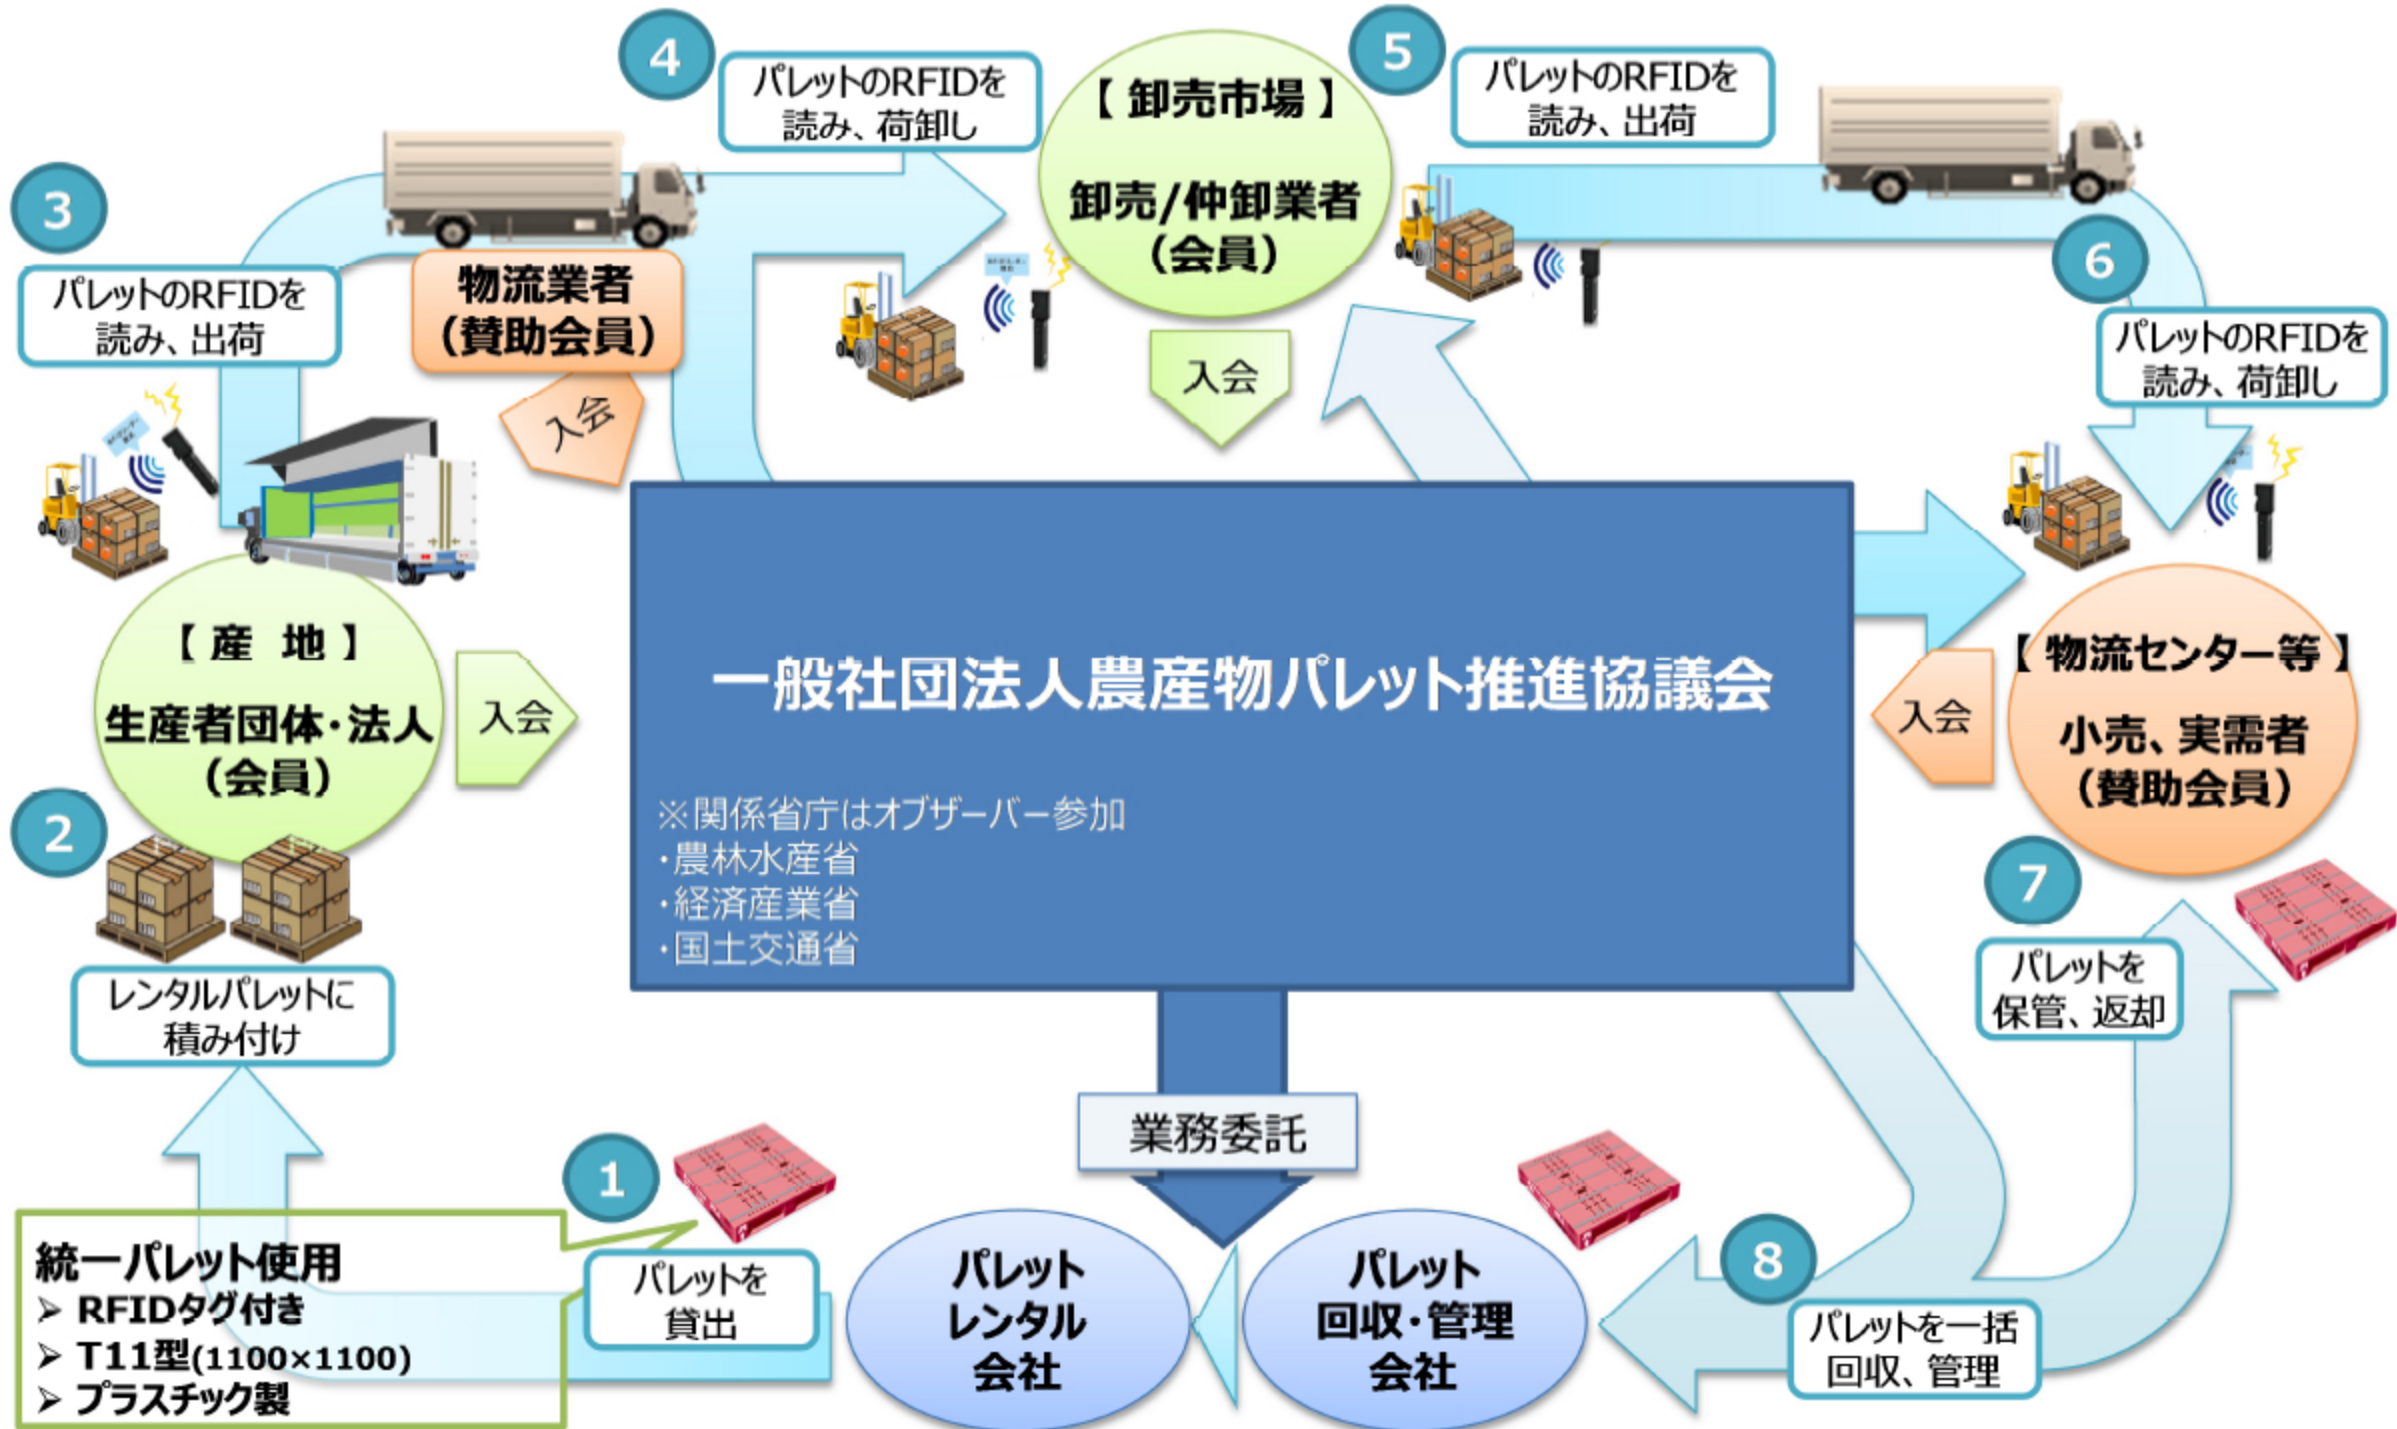 4
パレットのRFIDを
読み、荷卸し
【 卸売市場 】
卸売/仲卸業者
（会員）
5
パレットのRFIDを
読み、出荷
3
パレットのRFIDを
読み、出荷
物流業者
（賛助会員）
入会
入会
6
パレットのRFIDを
読み、荷卸し
【 産　地 】
生産者団体・法人
（会員）
入会
一般社団法人農産物パレット推進協議会
※関係省庁はオブザーバー参加
・農林水産省
・経済産業省
・国土交通省
入会
【 物流センター等 】
小売、実需者
（賛助会員）
2
レンタルパレットに
積み付け
7
パレットを
保管、返却
業務委託
1
パレットを
貸出
統一パレット使用
➢ RFIDタグ付き
➢ T11型(1100×1100)
➢ プラスチック製
パレット
レンタル
会社
パレット
回収・管理
会社
8
パレットを一括
回収、管理